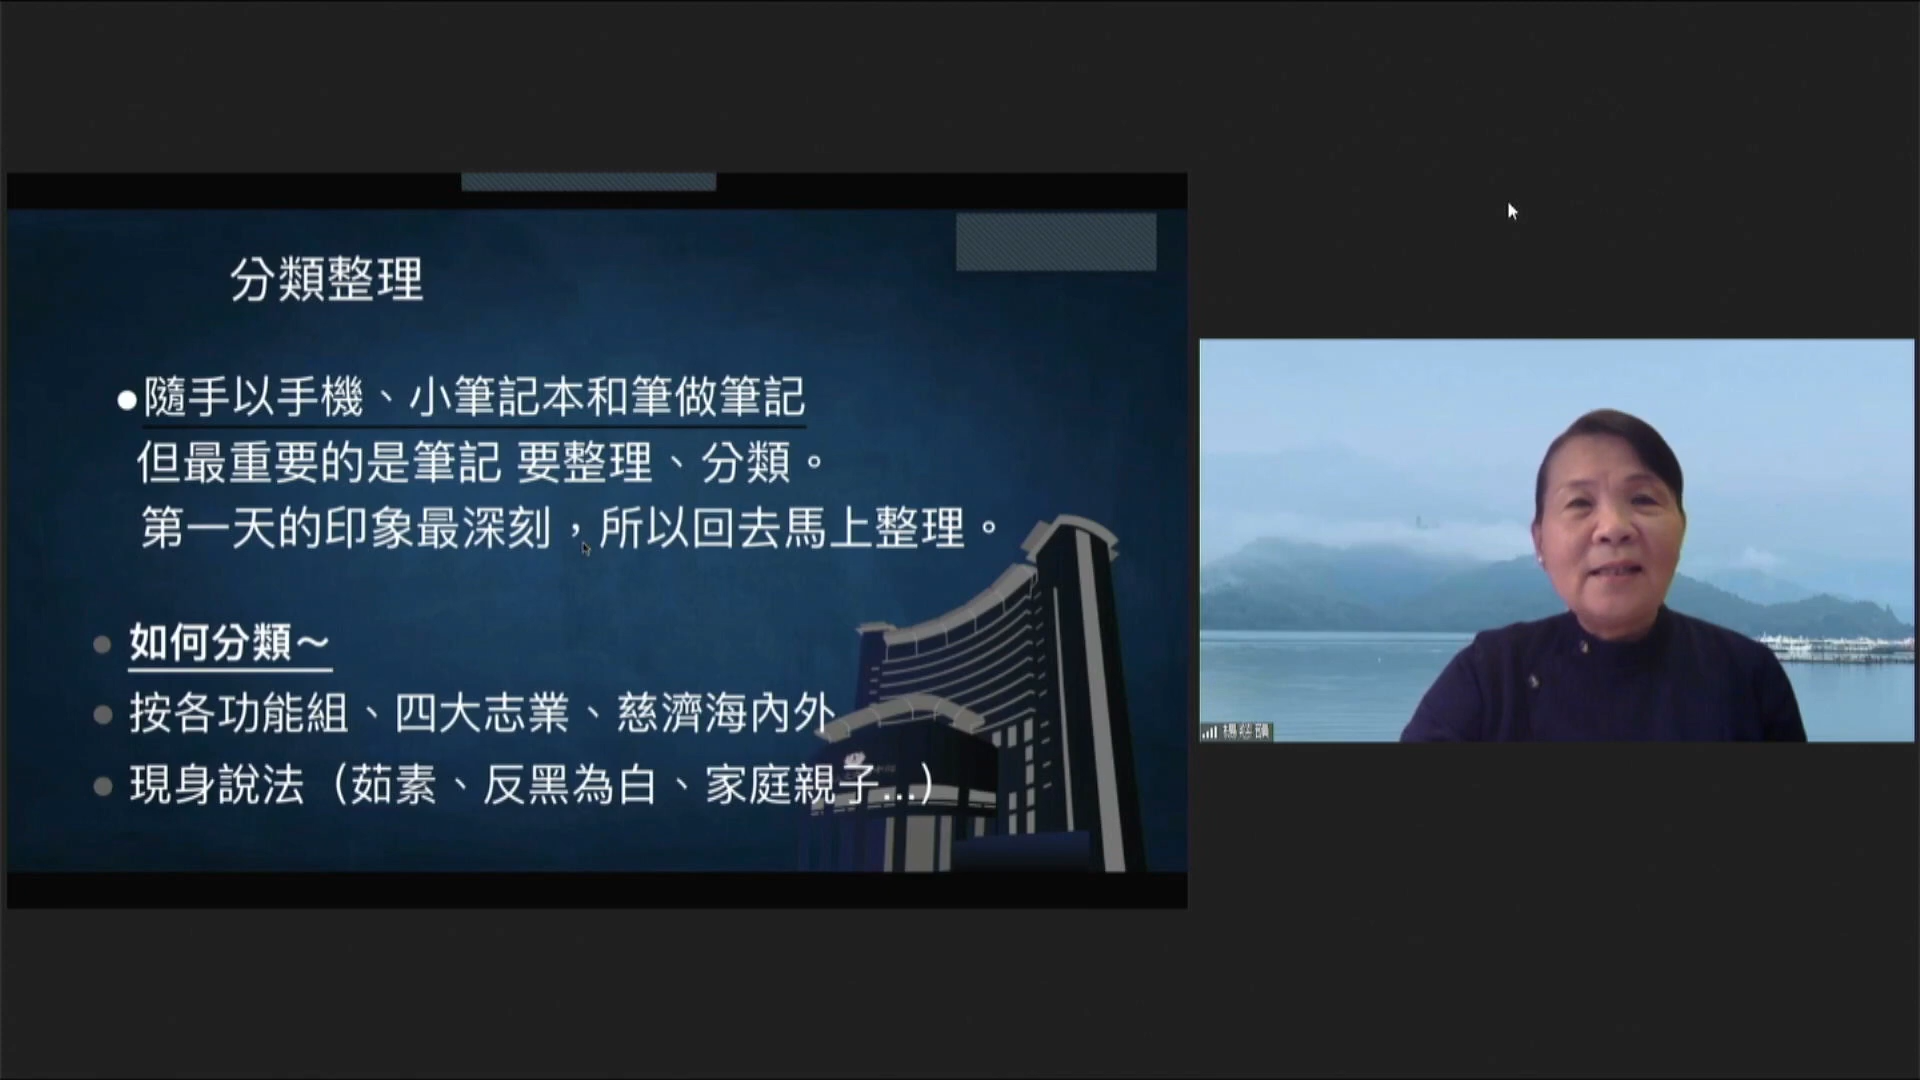 分類整理
●隨手以手機、小筆記本和筆做筆記
但最重要的是筆記 要整理、分類。
第一天的印象最深刻，所以回去馬上整理。
● 如何分類～
● 按各功能組、四大志業、慈濟海內外
● 現身說法（茹素、反黑為白、家庭親子...）